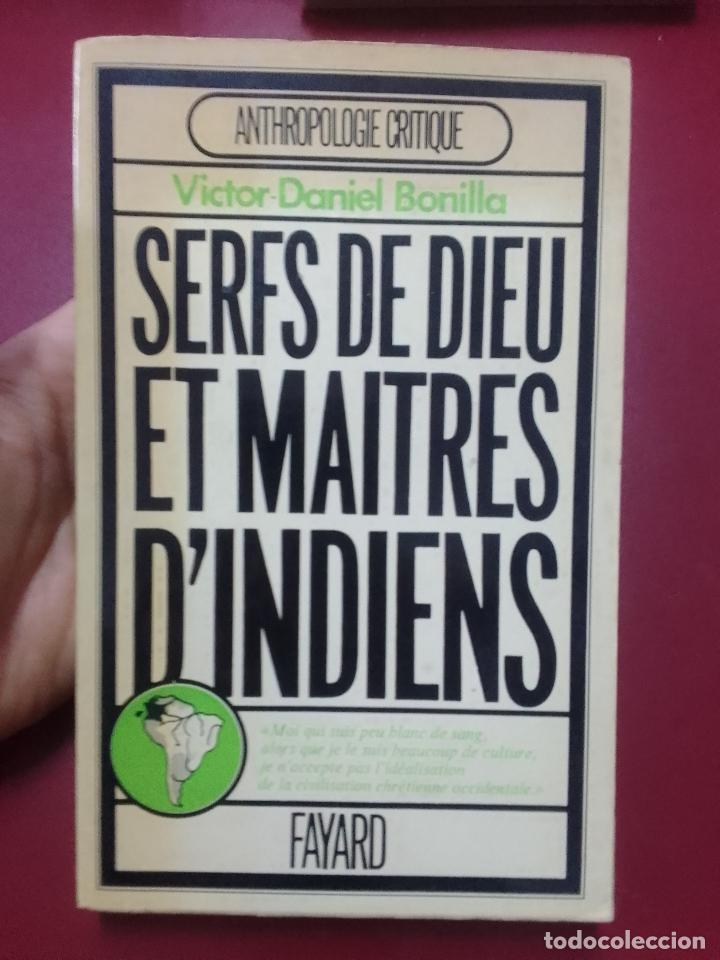 ANTHROPOLOGIE CRITIQUE
Victor-Daniel Bonilla
SERFS DE DIEU
ET MAITRES
D'INDIENS
«Moi qui suis peu blanc de sang,
alors que je le suis beaucoup de culture,
je n'accepte pas l'idéalisation
de la civilisation chrétienne occidentale.»
FAYARD
todocoleccion